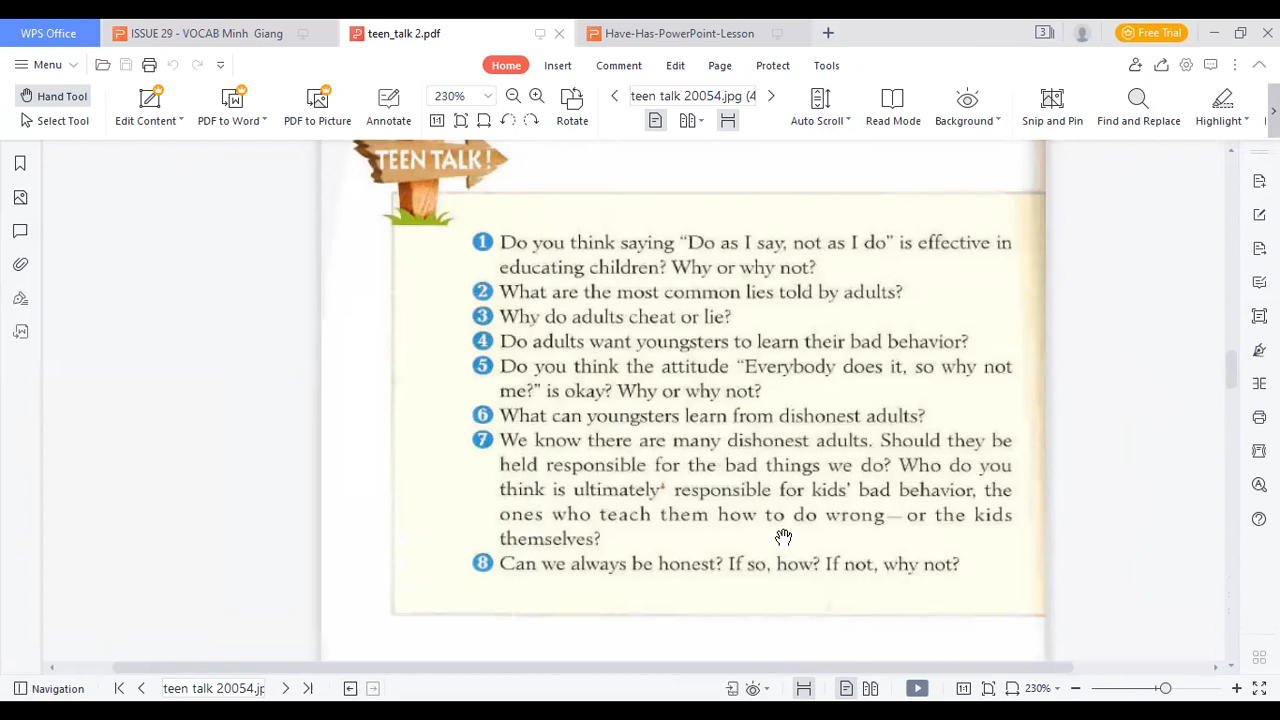 WPS Office
ISSUE 29 - VOCAB Minh Giang
teen_talk 2.pdf
Have-Has-PowerPoint-Lesson
3
Free Trial
Menu
Home
Insert
Comment
Edit
Page
Protect
Tools
Hand Tool
Select Tool
Edit Content
PDF to Word
PDF to Picture
Annotate
230%
Rotate
teen talk 20054.jpg (4
Auto Scroll
Read Mode
Background
Snip and Pin
Find and Replace
Highlight
TEEN TALK!
1 Do you think saying “Do as I say, not as I do” is effective in
educating children? Why or why not?
2 What are the most common lies told by adults?
3 Why do adults cheat or lie?
4 Do adults want youngsters to learn their bad behavior?
5 Do you think the attitude “Everybody does it, so why not
me?” is okay? Why or why not?
6 What can youngsters learn from dishonest adults?
7 We know there are many dishonest adults. Should they be
held responsible for the bad things we do? Who do you
think is ultimately responsible for kids’ bad behavior, the
ones who teach them how to do wrong—or the kids
themselves?
8 Can we always be honest? If so, how? If not, why not?
Navigation
teen talk 20054.jp
230%